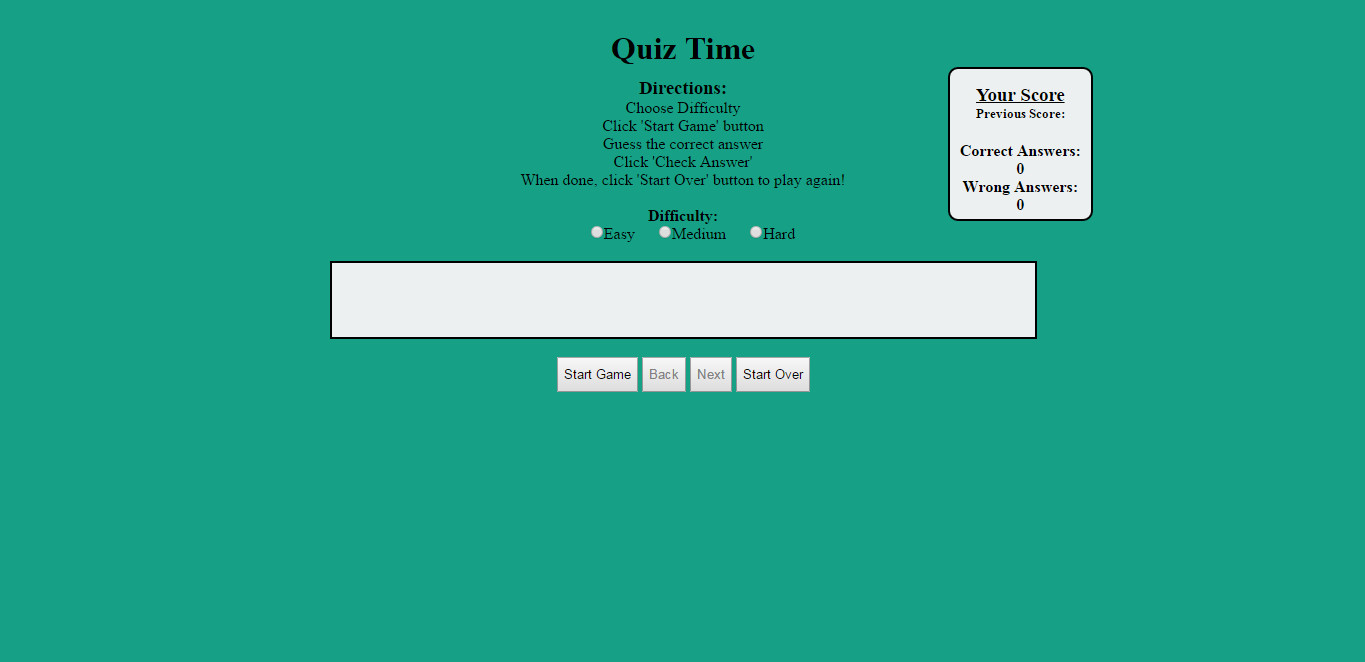 Quiz Time
Directions:
Choose Difficulty
Click 'Start Game' button
Guess the correct answer
Click 'Check Answer'
When done, click 'Start Over' button to play again!
Difficulty:
Easy Medium Hard
Start Game Back Next Start Over
Your Score
Previous Score:
Correct Answers:
0
Wrong Answers:
0